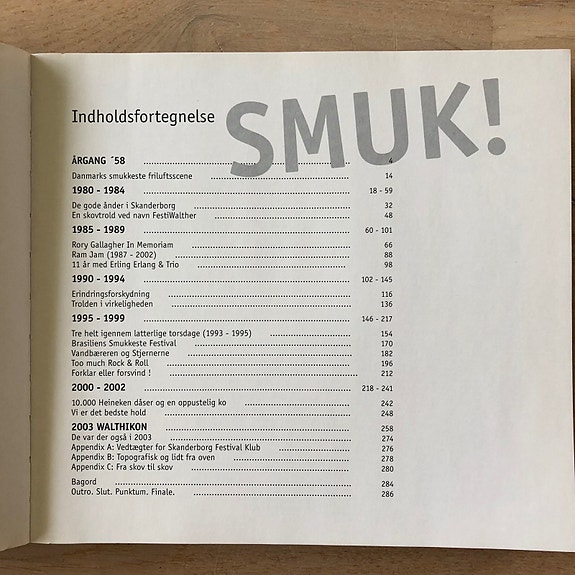 SMUK!
Indholdsfortegnelse
ÅRGANG ´58 4
Danmarks smukkeste friluftsscene 14
1980 - 1984 18 - 59
De gode ånder i Skanderborg 32
En skovtrold ved navn FestiWalther 48
1985 - 1989 60 - 101
Rory Gallagher In Memoriam 66
Ram Jam (1987 - 2002) 88
11 år med Erling Erlang & Trio 98
1990 - 1994 102 - 145
Erindringsforskydning 116
Trolden i virkeligheden 136
1995 - 1999 146 - 217
Tre helt igennem latterlige torsdage (1993 - 1995) 154
Brasiliens Smukkeste Festival 170
Vandbæreren og Stjernerne 182
Too much Rock & Roll 196
Forklar eller forsvind ! 212
2000 - 2002 218 - 241
10.000 Heineken dåser og en oppustelig ko 242
Vi er det bedste hold 248
2003 WALTHIKON 258
De var der også i 2003 274
Appendix A: Vedtægter for Skanderborg Festival Klub 276
Appendix B: Topografisk og lidt fra oven 278
Appendix C: Fra skov til skov 280
Bagord 284
Outro. Slut. Punktum. Finale. 286